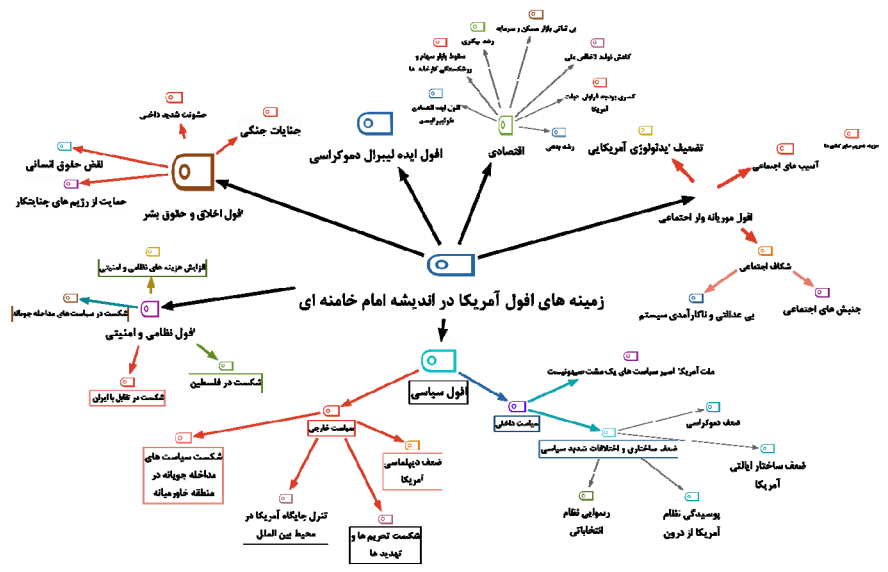 بی ثباتی بازار مسکن و سرمایه
رشد بیکاری
سقوط بازار سهام و
ورشکستگی کارخانه ها
کاهش تولید ناخالص ملی
کسری بودجه فراوان دولت
آمریکا
افول ایده اقتصادی
رشد بدهی
اقتصادی
خشونت شدید داخلی
جنایات جنگی
نقض حقوق انسانی
حمایت از رژیم های جنایتکار
افول اخلاق و حقوق بشر
افول ایده لیبرال دموکراسی
تضعیف ایدئولوژی آمریکایی
آسیب های اجتماعی
افول موریانه وار اجتماعی
شکاف اجتماعی
بی عدالتی و ناکارآمدی سیستم
جنبش های اجتماعی
زمینه های افول آمریکا در اندیشه امام خامنه ای
افزایش هزینه های نظامی و امنیتی
شکست در سیاست های مداخله جویانه
افول نظامی و امنیتی
شکست در تقابل با ایران
شکست در فلسطین
افول سیاسی
سیاست خارجی
شکست سیاست های
مداخله جویانه در
منطقه خاورمیانه
ضعف دیپلماسی
آمریکا
تنزل جایگاه آمریکا در
محیط بین الملل
شکست تحریم ها و
تهدید ها
سیاست داخلی
ملت آمریکا اسیر سیاست های یک مشت صهیونیست
ضعف ساختاری و اختلافات شدید سیاسی
ضعف دموکراسی
ضعف ساختار ایالتی
آمریکا
رسوایی نظام
انتخاباتی
پوسیدگی نظام
آمریکا از درون